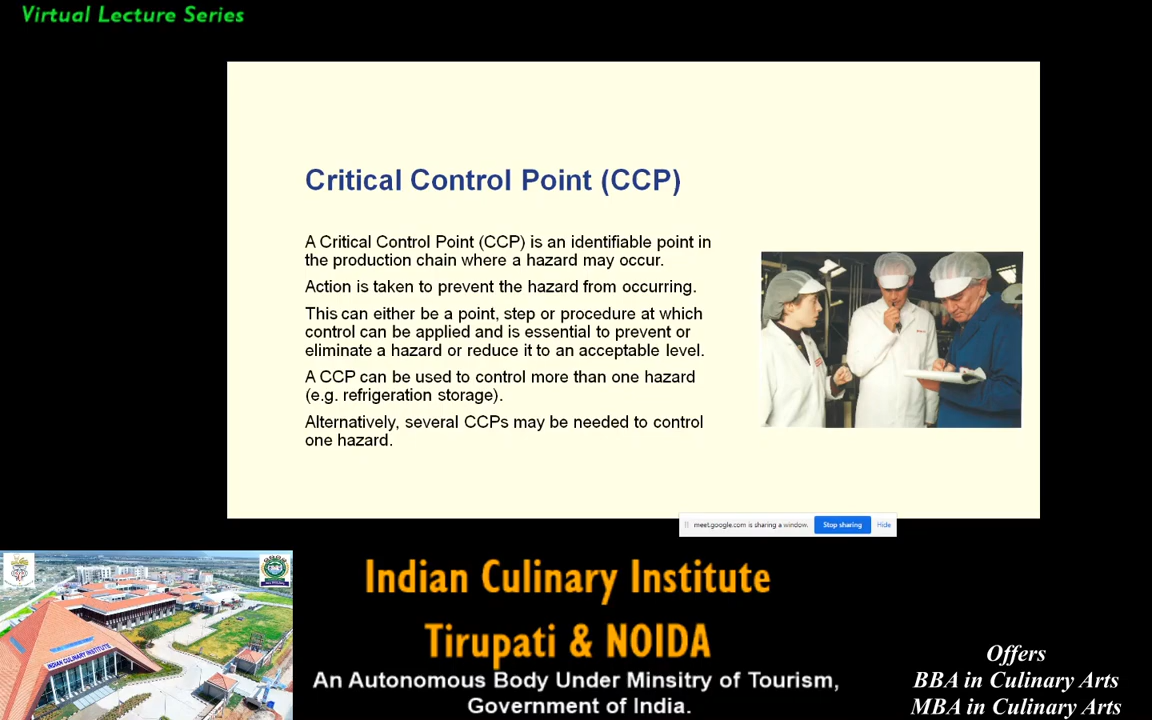 Virtual Lecture Series
Critical Control Point (CCP)
A Critical Control Point (CCP) is an identifiable point in
the production chain where a hazard may occur.
Action is taken to prevent the hazard from occurring.
This can either be a point, step or procedure at which
control can be applied and is essential to prevent or
eliminate a hazard or reduce it to an acceptable level.
A CCP can be used to control more than one hazard
(e.g. refrigeration storage).
Alternatively, several CCPs may be needed to control
one hazard.
meet.google.com is sharing a window.
Stop sharing
Hide
INDIAN CULINARY INSTITUTE
Indian Culinary Institute
Tirupati & NOIDA
An Autonomous Body Under Minsitry of Tourism,
Government of India.
Offers
BBA in Culinary Arts
MBA in Culinary Arts